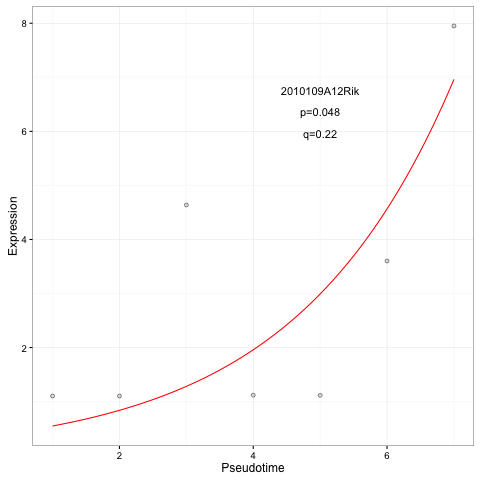 8
6
4
2
Expression
2010109A12Rik
p=0.048
q=0.22
2 4 6
Pseudotime